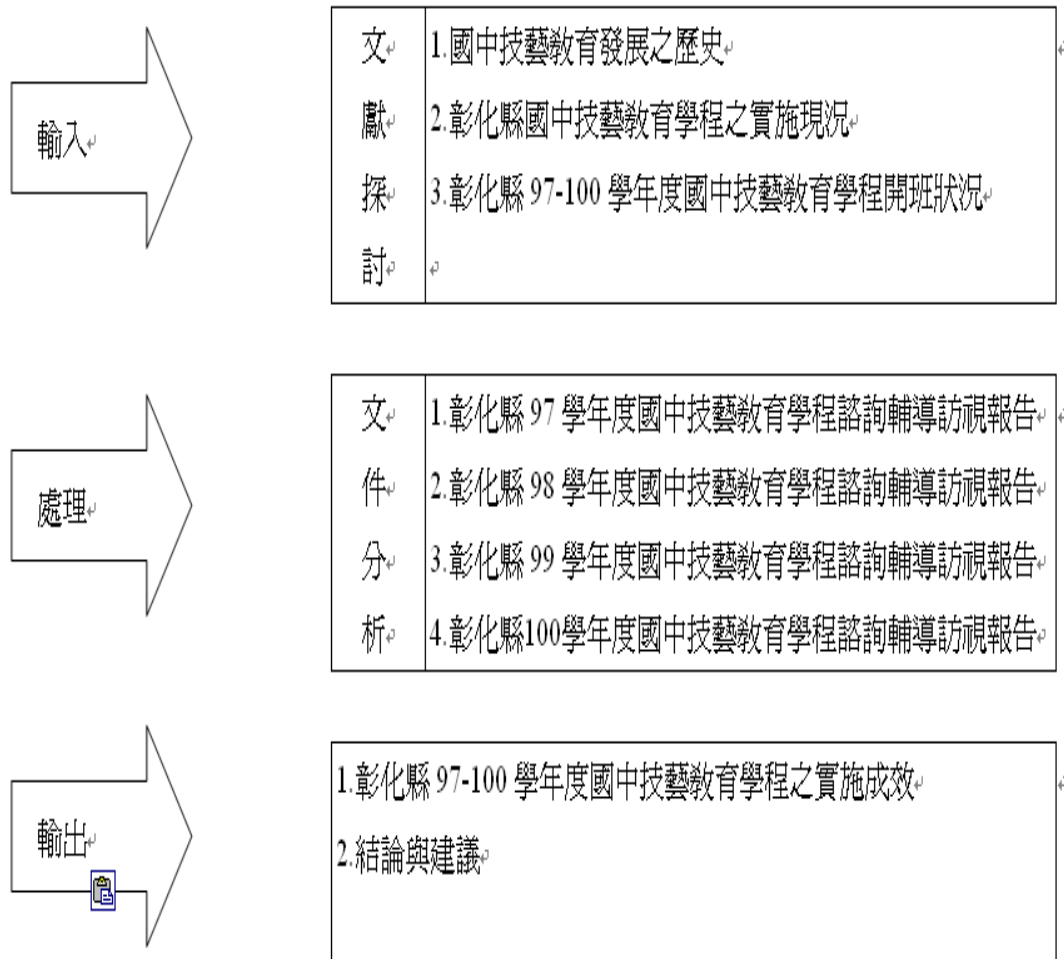 輸入
文獻探討
1.國中技藝教育發展之歷史
2.彰化縣國中技藝教育學程之實施現況
3.彰化縣 97-100 學年度國中技藝教育學程開班狀況
處理
文件分析
1.彰化縣 97 學年度國中技藝教育學程諮詢輔導訪視報告
2.彰化縣 98 學年度國中技藝教育學程諮詢輔導訪視報告
3.彰化縣 99 學年度國中技藝教育學程諮詢輔導訪視報告
4.彰化縣100學年度國中技藝教育學程諮詢輔導訪視報告
輸出
1.彰化縣 97-100 學年度國中技藝教育學程之實施成效
2.結論與建議